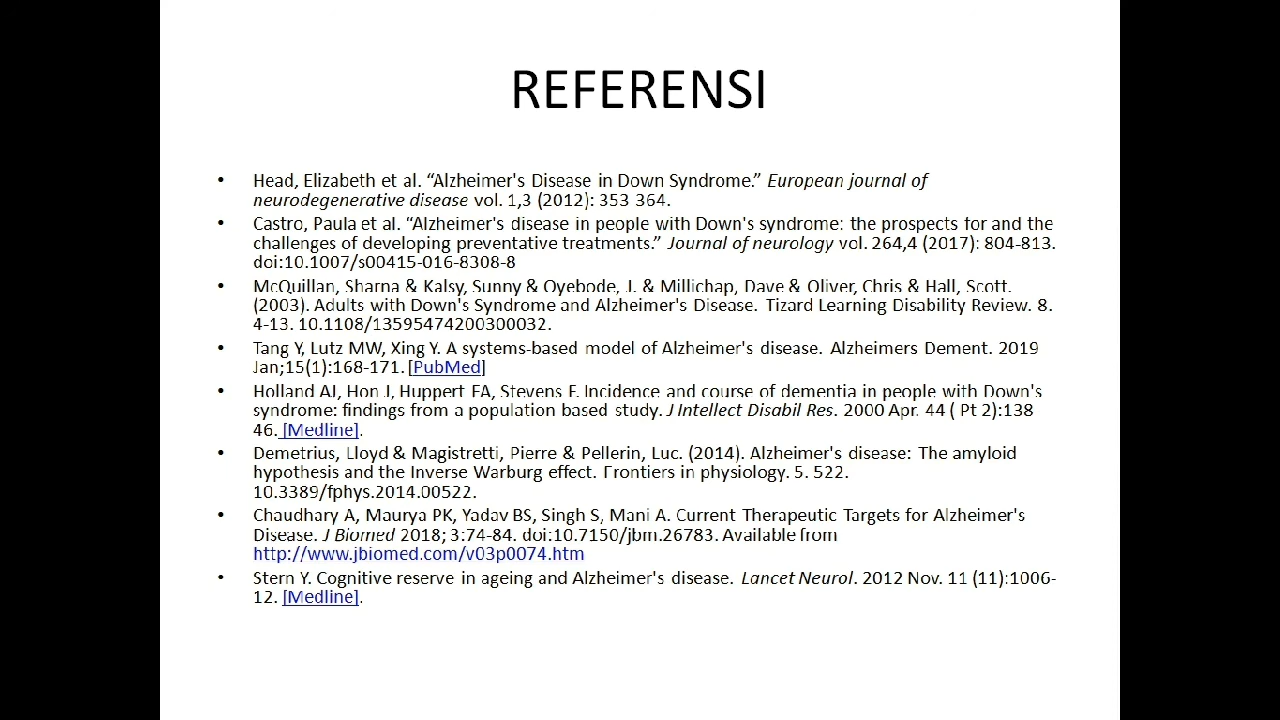 REFERENSI
• Head, Elizabeth et al. “Alzheimer's Disease in Down Syndrome.” European journal of
neurodegenerative disease vol. 1,3 (2012): 353-364.
• Castro, Paula et al. “Alzheimer's disease in people with Down's syndrome: the prospects for and the
challenges of developing preventative treatments.” Journal of neurology vol. 264,4 (2017): 804-813.
doi:10.1007/s00415-016-8308-8
• McQuillan, Sharna & Kalsy, Sunny & Oyebode, J. & Millichap, Dave & Oliver, Chris & Hall, Scott.
(2003). Adults with Down's Syndrome and Alzheimer's Disease. Tizard Learning Disability Review. 8.
4-13. 10.1108/13595474200300032.
• Tang Y, Lutz MW, Xing Y. A systems-based model of Alzheimer's disease. Alzheimers Dement. 2019
Jan;15(1):168-171. [PubMed]
• Holland AJ, Hon J, Huppert FA, Stevens F. Incidence and course of dementia in people with Down's
syndrome: findings from a population-based study. J Intellect Disabil Res. 2000 Apr. 44 ( Pt 2):138-
46. [Medline].
• Demetrius, Lloyd & Magistretti, Pierre & Pellerin, Luc. (2014). Alzheimer's disease: The amyloid
hypothesis and the Inverse Warburg effect. Frontiers in physiology. 5. 522.
10.3389/fphys.2014.00522.
• Chaudhary A, Maurya PK, Yadav BS, Singh S, Mani A. Current Therapeutic Targets for Alzheimer's
Disease. J Biomed 2018; 3:74-84. doi:10.7150/jbm.26783. Available from
http://www.jbiomed.com/v03p0074.htm
• Stern Y. Cognitive reserve in ageing and Alzheimer's disease. Lancet Neurol. 2012 Nov. 11 (11):1006-
12. [Medline].